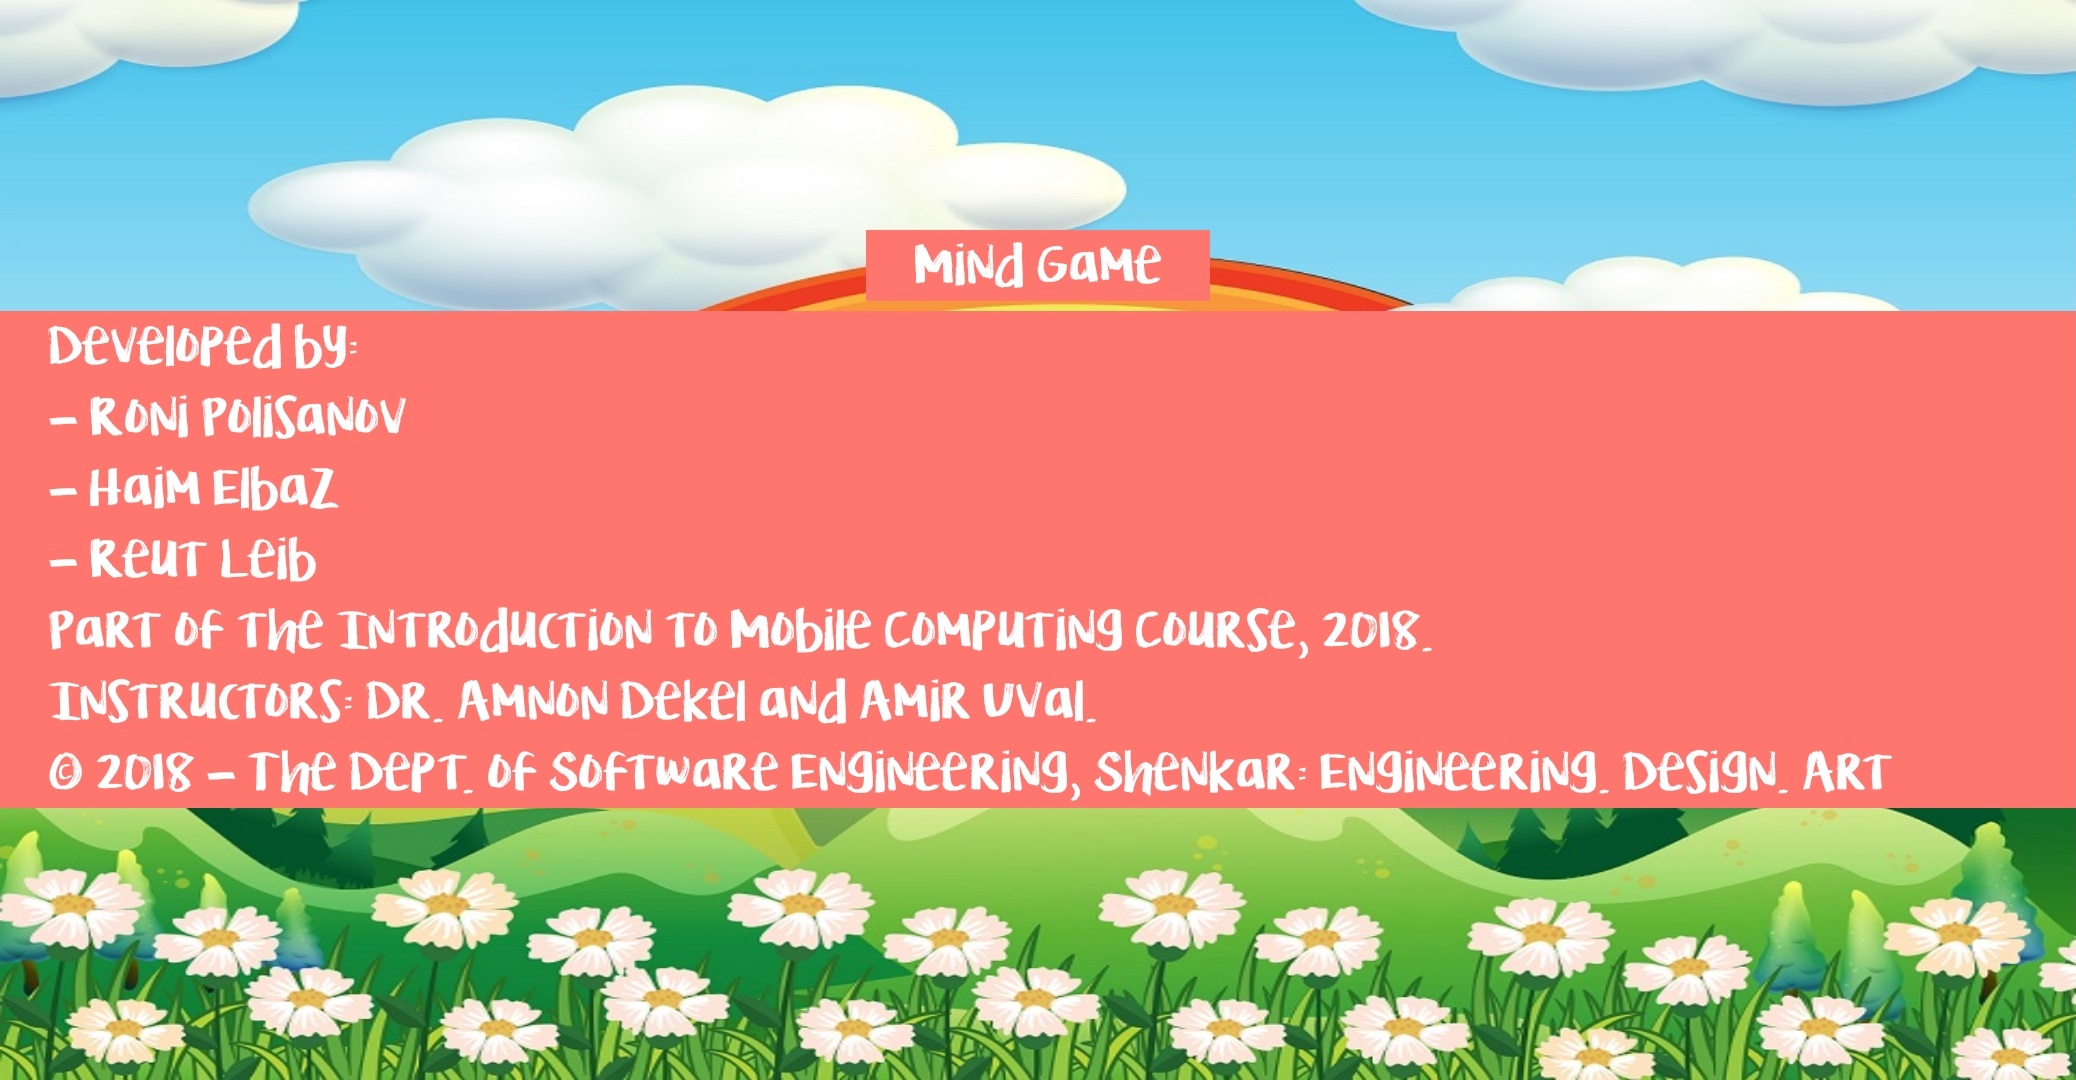 Mind Game
Developed by:
- Roni Polisanov
- Haim Elbaz
- Reut Leib
Part of the Introduction to Mobile Computing course, 2018.
Instructors: Dr. Amnon Dekel and Amir Uval.
© 2018 - The Dept. of Software Engineering, Shenkar: Engineering. Design. Art